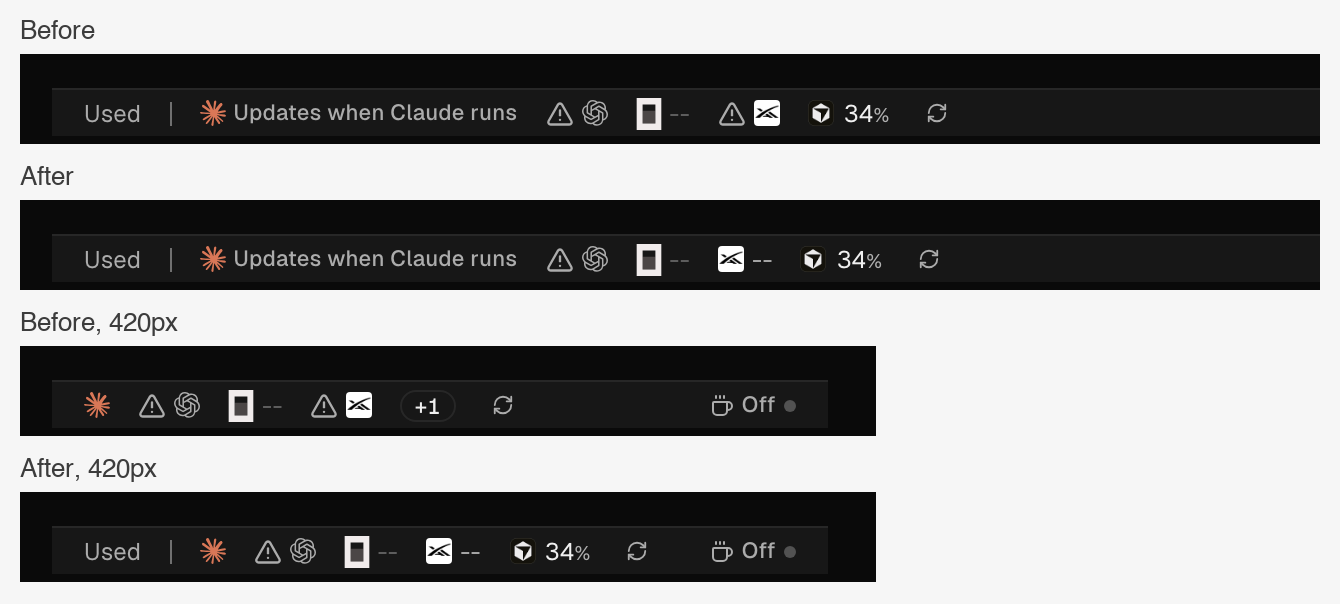 Before
Used | Updates when Claude runs -- 34%
After
Used | Updates when Claude runs -- -- 34%
Before, 420px
-- +1 Off
After, 420px
Used | -- -- 34% Off